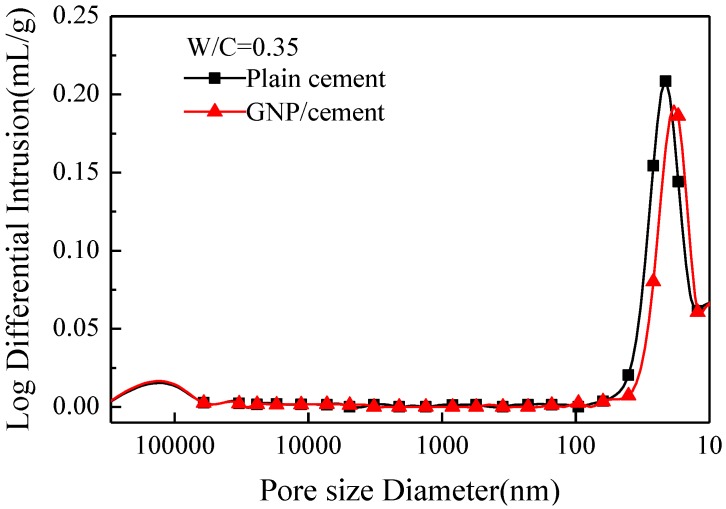 0.25
W/C=0.35
Plain cement
GNP/cement
0.20
0.15
0.10
0.05
0.00
Log Differential Intrusion(mL/g)
100000 10000 1000 100 10
Pore size Diameter(nm)